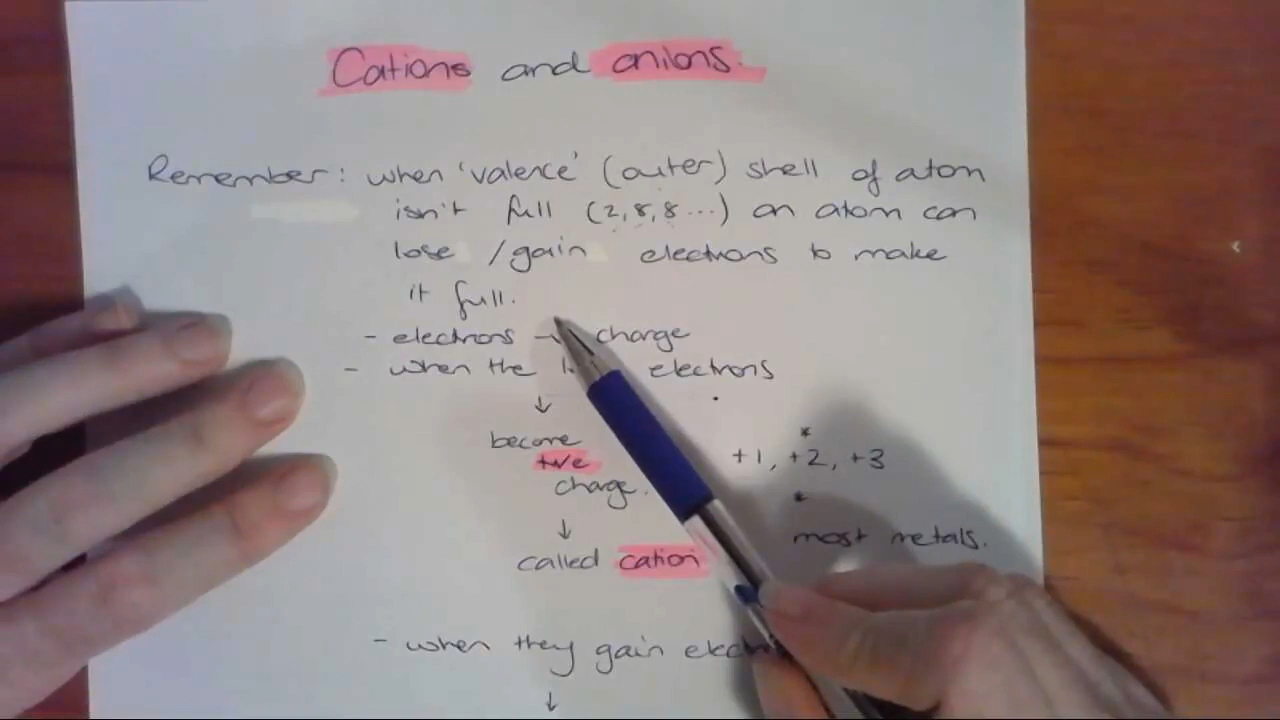 Cations and anions.
Remember: when 'valence' (outer) shell of atom
isn't full (2,8,8...) an atom can
lose /gain electrons to make
it full.
- electrons - charge
- when the electrons
↓
become
+ve
charge.
↓
called cation
+1, +2, +3
*
*
most metals.
- when they gain
↓